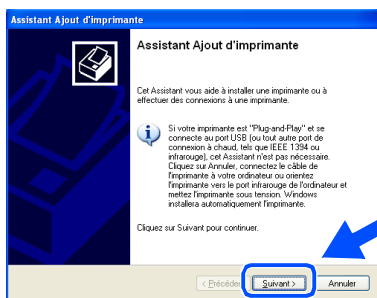 Assistant Ajout d'imprimante
Assistant Ajout d'imprimante
Cet Assistant vous aide à installer une imprimante ou à
effectuer des connexions à une imprimante.
Si votre imprimante est "Plug-and-Play" et se
connecte au port USB (ou tout autre port de
connexion à chaud, tels que IEEE 1394 ou
infrarouge), cet Assistant n'est pas nécessaire.
Cliquez sur Annuler, connectez le câble de
l'imprimante à votre ordinateur ou orientez
l'imprimante vers le port infrarouge de l'ordinateur et
mettez l'imprimante sous tension. Windows
installera automatiquement l'imprimante.
Cliquez sur Suivant pour continuer.
< Précéden Suivant > Annuler